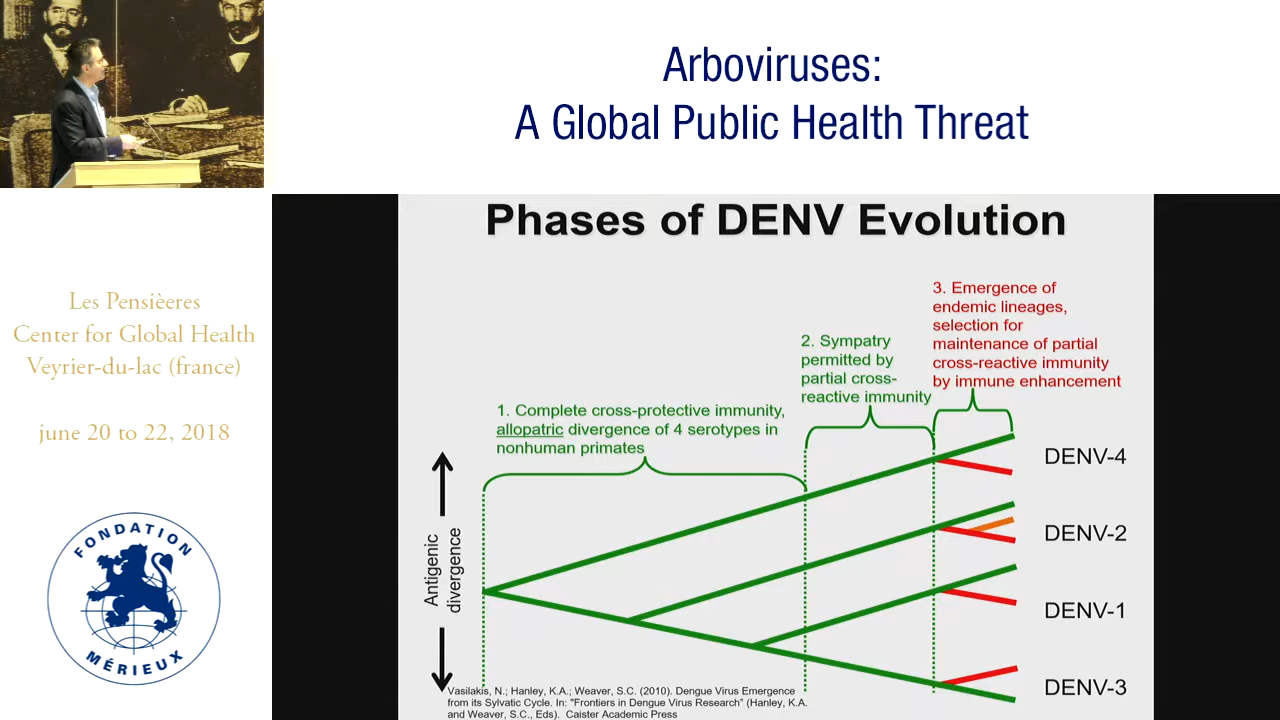 Arboviruses:
A Global Public Health Threat
Les Pensièeres
Center for Global Health
Veyrier-du-lac (france)
june 20 to 22, 2018
FONDATION
MÉRIEUX
Phases of DENV Evolution
3. Emergence of
endemic lineages,
selection for
maintenance of partial
cross-reactive immunity
by immune enhancement
2. Sympatry
permitted by
partial cross-
reactive immunity
1. Complete cross-protective immunity,
allopatric divergence of 4 serotypes in
nonhuman primates
Antigenic
divergence
DENV-4
DENV-2
DENV-1
DENV-3
Vasilakis, N.; Hanley, K.A.; Weaver, S.C. (2010). Dengue Virus Emergence
from its Sylvatic Cycle. In: "Frontiers in Dengue Virus Research" (Hanley, K.A.
and Weaver, S.C., Eds). Caister Academic Press